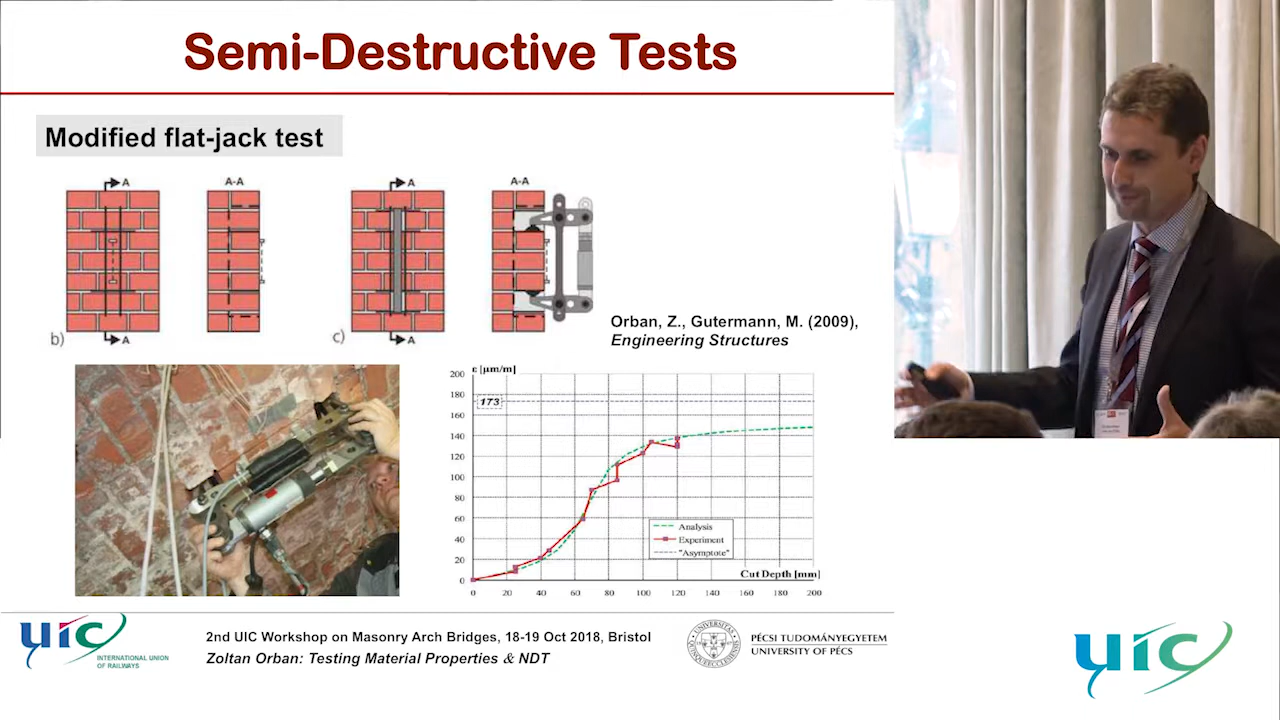 Semi-Destructive Tests
Modified flat-jack test
A
A-A
A
A-A
b)
A
c)
A
Orban, Z., Gutermann, M. (2009),
Engineering Structures
ε [µm/m]
200
180
173
160
140
120
100
80
60
40
20
0
Analysis
Experiment
"Asymptote"
Cut Depth [mm]
0 20 40 60 80 100 120 140 160 180 200
uic
INTERNATIONAL UNION
OF RAILWAYS
2nd UIC Workshop on Masonry Arch Bridges, 18-19 Oct 2018, Bristol
Zoltan Orban: Testing Material Properties & NDT
PÉCSI TUDOMÁNYEGYETEM
UNIVERSITY OF PÉCS
uic